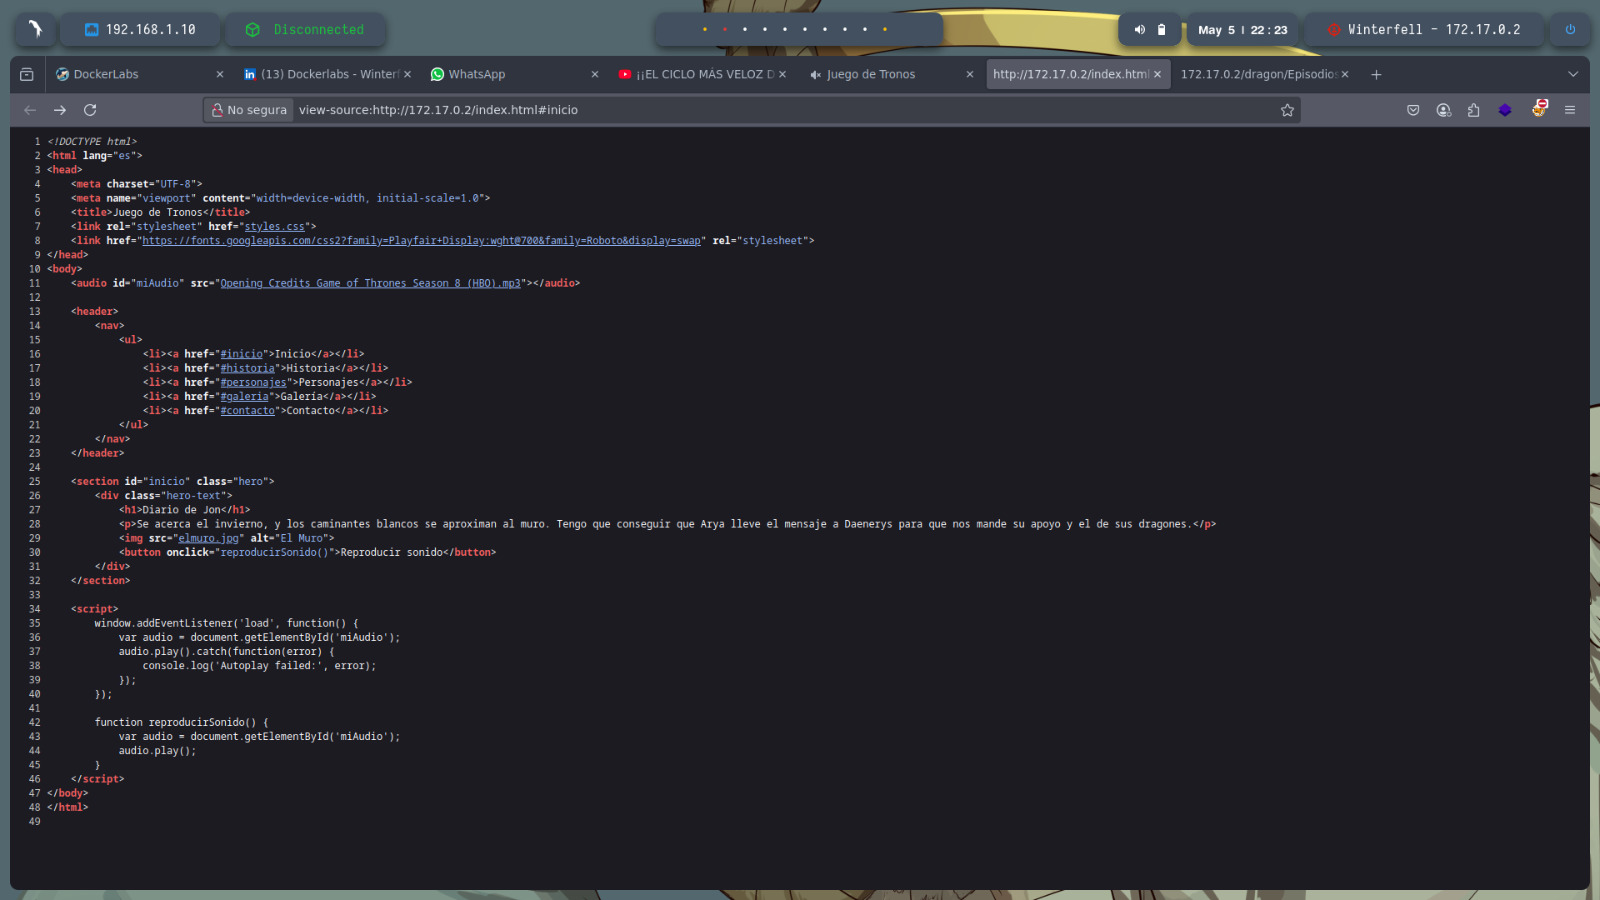 192.168.1.10
Disconnected
May 5 | 22:23
Winterfell - 172.17.0.2
DockerLabs
(13) Dockerlabs - Winterf
WhatsApp
¡¡EL CICLO MÁS VELOZ D
Juego de Tronos
http://172.17.0.2/index.html
172.17.0.2/dragon/Episodios
No segura
view-source:http://172.17.0.2/index.html#inicio
1 <!DOCTYPE html>
2 <html lang="es">
3 <head>
4 <meta charset="UTF-8">
5 <meta name="viewport" content="width=device-width, initial-scale=1.0">
6 <title>Juego de Tronos</title>
7 <link rel="stylesheet" href="styles.css">
8 <link href="https://fonts.googleapis.com/css2?family=Playfair+Display:wght@700&family=Roboto&display=swap" rel="stylesheet">
9 </head>
10 <body>
11 <audio id="miAudio" src="Opening Credits Game of Thrones Season 8 (HBO).mp3"></audio>
12
13 <header>
14 <nav>
15 <ul>
16 <li><a href="#inicio">Inicio</a></li>
17 <li><a href="#historia">Historia</a></li>
18 <li><a href="#personajes">Personajes</a></li>
19 <li><a href="#galeria">Galería</a></li>
20 <li><a href="#contacto">Contacto</a></li>
21 </ul>
22 </nav>
23 </header>
24
25 <section id="inicio" class="hero">
26 <div class="hero-text">
27 <h1>Diario de Jon</h1>
28 <p>Se acerca el invierno, y los caminantes blancos se aproximan al muro. Tengo que conseguir que Arya lleve el mensaje a Daenerys para que nos mande su apoyo y el de sus dragones.</p>
29 <img src="elmuro.jpg" alt="El Muro">
30 <button onclick="reproducirSonido()">Reproducir sonido</button>
31 </div>
32 </section>
33
34 <script>
35 window.addEventListener('load', function() {
36 var audio = document.getElementById('miAudio');
37 audio.play().catch(function(error) {
38 console.log('Autoplay failed:', error);
39 });
40 });
41
42 function reproducirSonido() {
43 var audio = document.getElementById('miAudio');
44 audio.play();
45 }
46 </script>
47 </body>
48 </html>
49